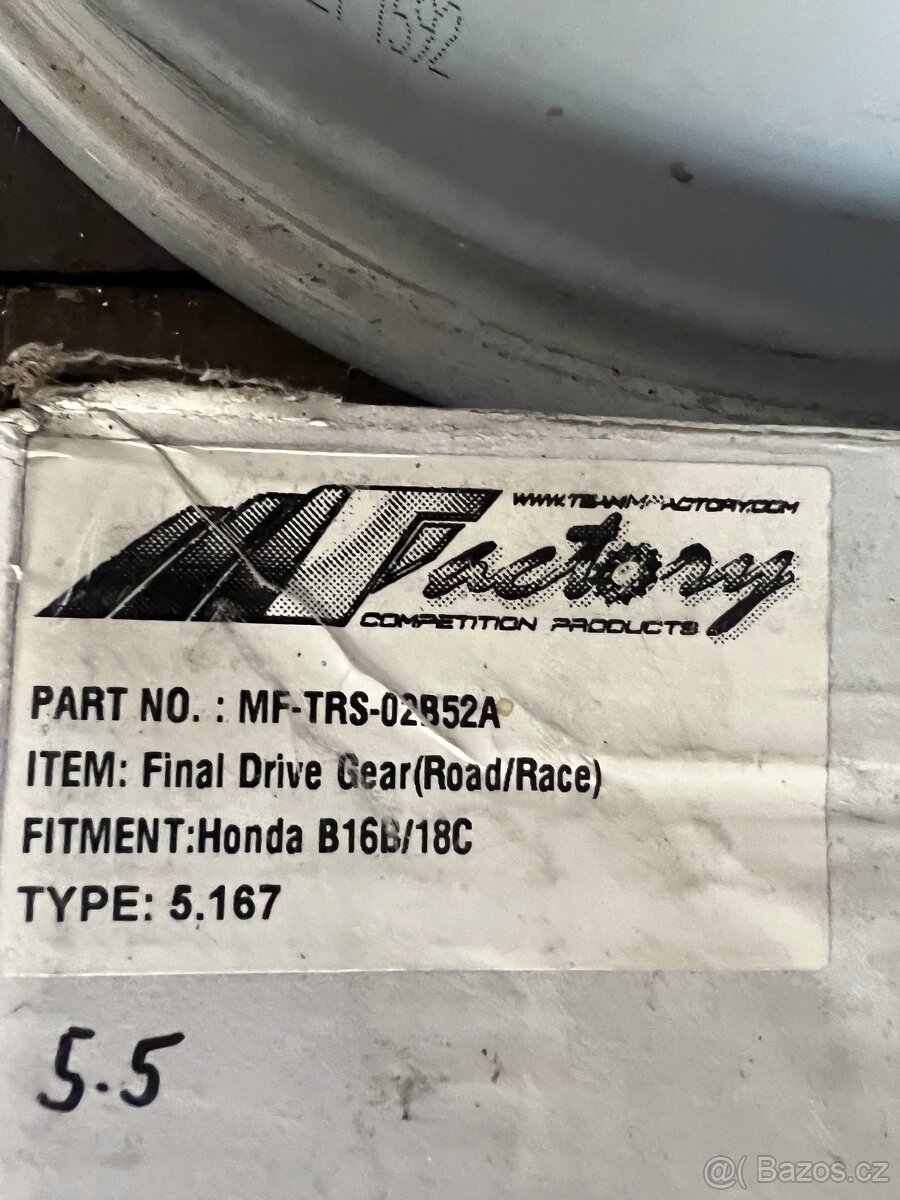 WWW.TEAMMFACTORY.COM
MFactory
COMPETITION PRODUCTS
PART NO. : MF-TRS-02B52A
ITEM: Final Drive Gear(Road/Race)
FITMENT:Honda B16B/18C
TYPE: 5.167
5.5
@( Bazos.cz